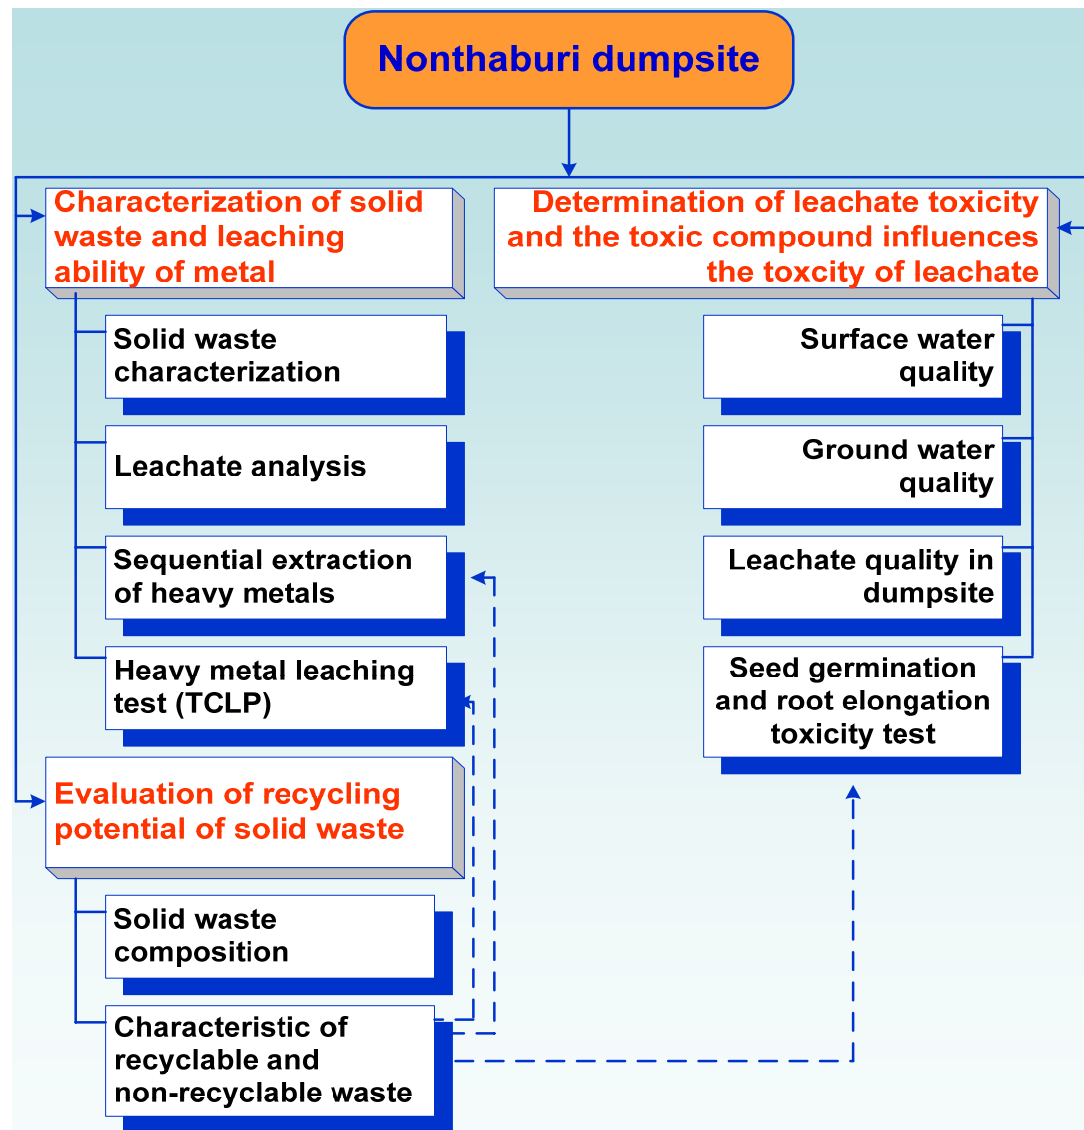 Nonthaburi dumpsite
Characterization of solid
waste and leaching
ability of metal
Solid waste
characterization
Leachate analysis
Sequential extraction
of heavy metals
Heavy metal leaching
test (TCLP)
Evaluation of recycling
potential of solid waste
Solid waste
composition
Characteristic of
recyclable and
non-recyclable waste
Determination of leachate toxicity
and the toxic compound influences
the toxcity of leachate
Surface water
quality
Ground water
quality
Leachate quality in
dumpsite
Seed germination
and root elongation
toxicity test